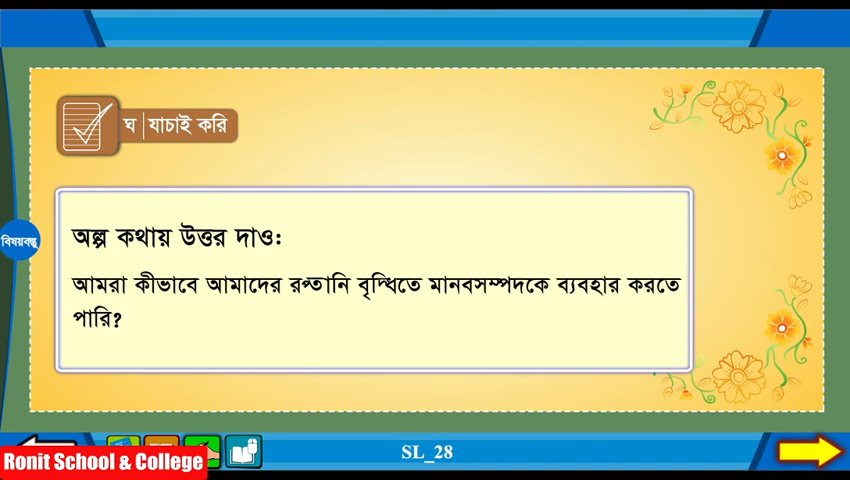 ঘ যাচাই করি
অল্প কথায় উত্তর দাও:
আমরা কীভাবে আমাদের রপ্তানি বৃদ্ধিতে মানবসম্পদকে ব্যবহার করতে
পারি?
বিষয়বস্তু
SL_28
Ronit School & College